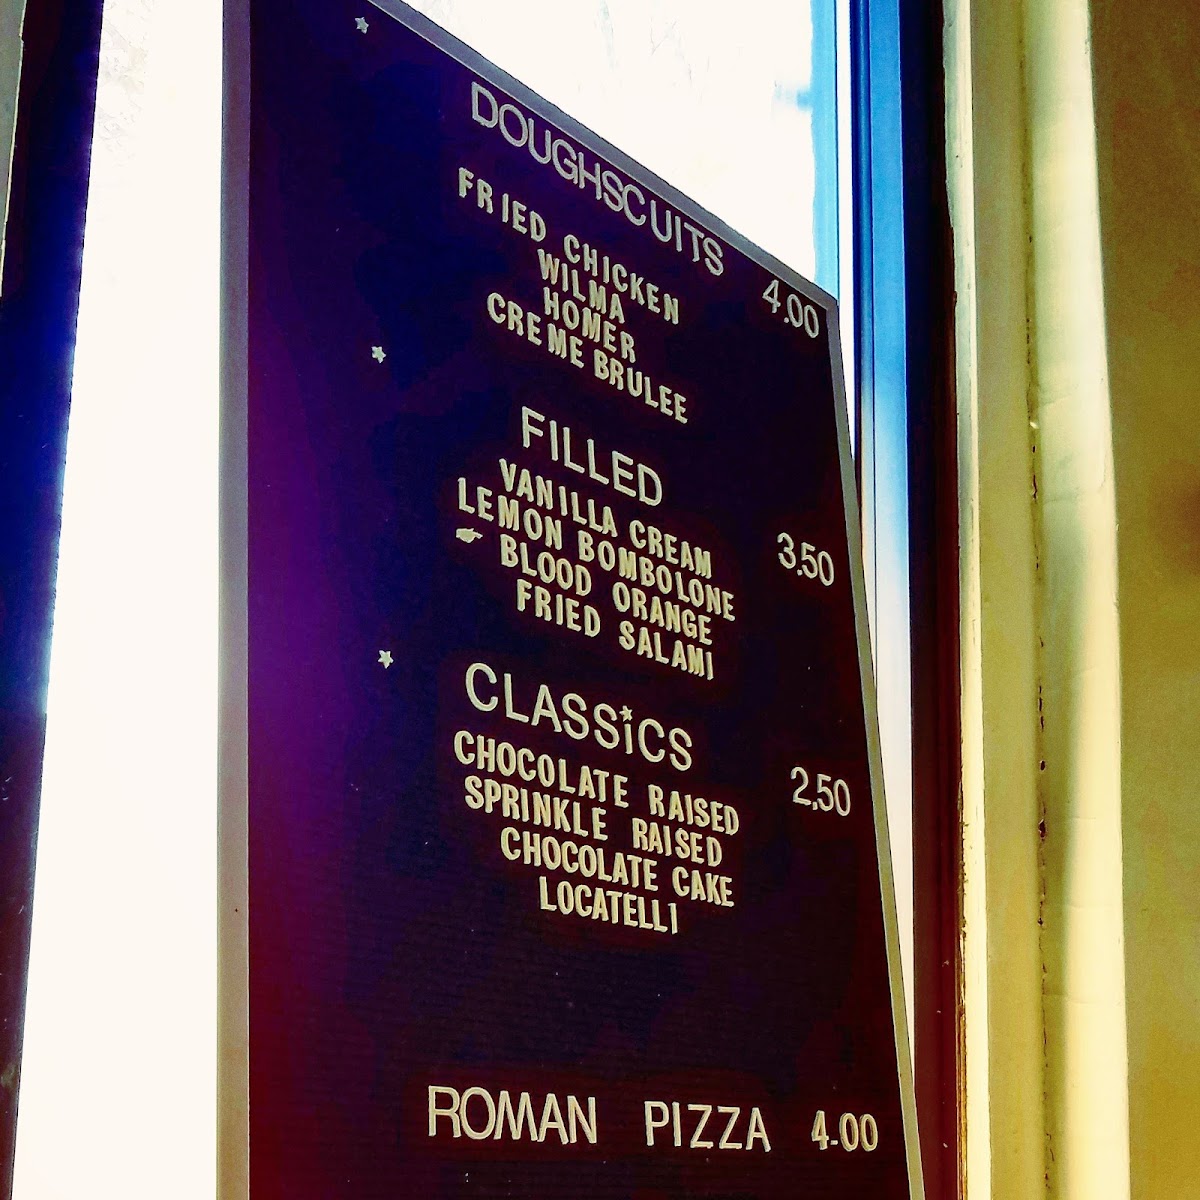 DOUGHSCUITS 4.00
FRIED CHICKEN
WILMA
HOMER
CREME BRULEE
FILLED 3.50
VANILLA CREAM
LEMON BOMBOLONE
BLOOD ORANGE
FRIED SALAMI
CLASSiCS 2,50
CHOCOLATE RAISED
SPRINKLE RAISED
CHOCOLATE CAKE
LOCATELLI
ROMAN PIZZA 4.00